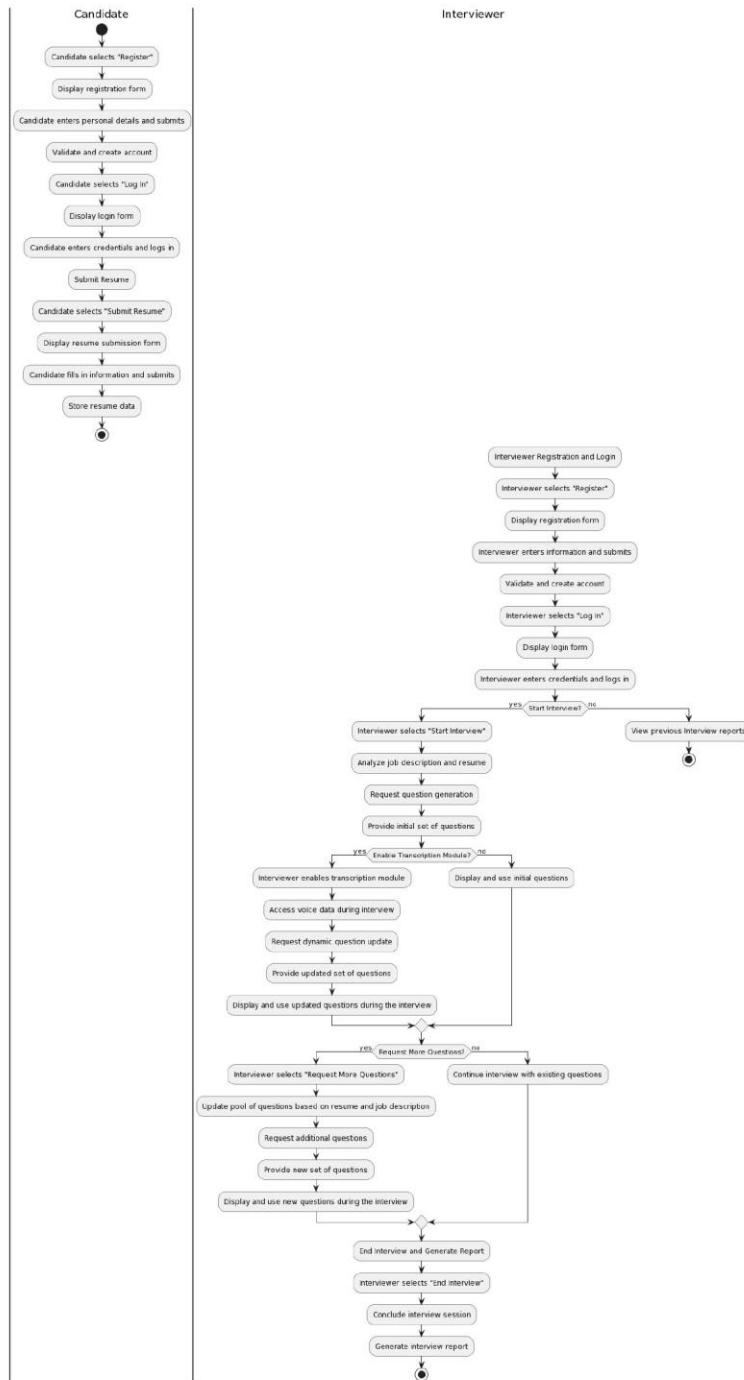 Candidate
Interviewer
Candidate selects "Register"
Display registration form
Candidate enters personal details and submits
Validate and create account
Candidate selects "Log In"
Display login form
Candidate enters credentials and logs in
Submit Resume
Candidate selects "Submit Resume"
Display resume submission form
Candidate fills in information and submits
Store resume data
Interviewer Registration and Login
Interviewer selects "Register"
Display registration form
Interviewer enters information and submits
Validate and create account
Interviewer selects "Log In"
Display login form
Interviewer enters credentials and logs in
yes
Start Interview?
no
Interviewer selects "Start Interview"
View previous Interview reports
Analyze job description and resume
Request question generation
Provide initial set of questions
yes
Enable Transcription Module?
no
Interviewer enables transcription module
Display and use initial questions
Access voice data during interview
Request dynamic question update
Provide updated set of questions
Display and use updated questions during the interview
yes
Request More Questions?
no
Interviewer selects "Request More Questions"
Continue interview with existing questions
Update pool of questions based on resume and job description
Request additional questions
Provide new set of questions
Display and use new questions during the interview
End Interview and Generate Report
Interviewer selects "End Interview"
Conclude interview session
Generate interview report